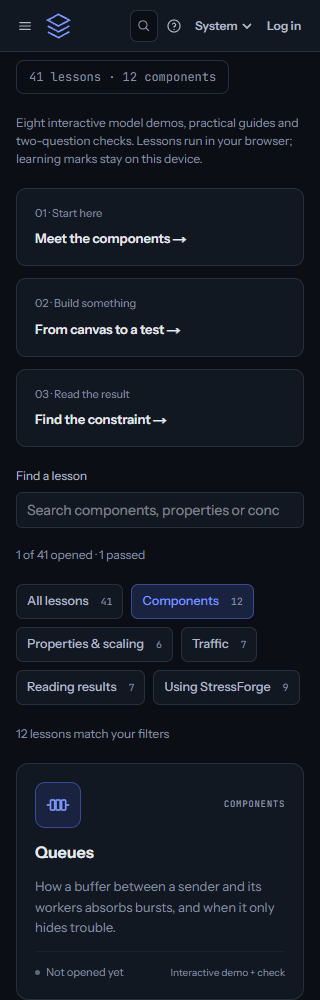 System
Log in
41 lessons · 12 components
Eight interactive model demos, practical guides and
two-question checks. Lessons run in your browser;
learning marks stay on this device.
01 · Start here
Meet the components →
02 · Build something
From canvas to a test →
03 · Read the result
Find the constraint →
Find a lesson
Search components, properties or conc
1 of 41 opened · 1 passed
All lessons 41
Components 12
Properties & scaling 6
Traffic 7
Reading results 7
Using StressForge 9
12 lessons match your filters
COMPONENTS
Queues
How a buffer between a sender and its
workers absorbs bursts, and when it only
hides trouble.
Not opened yet
Interactive demo + check